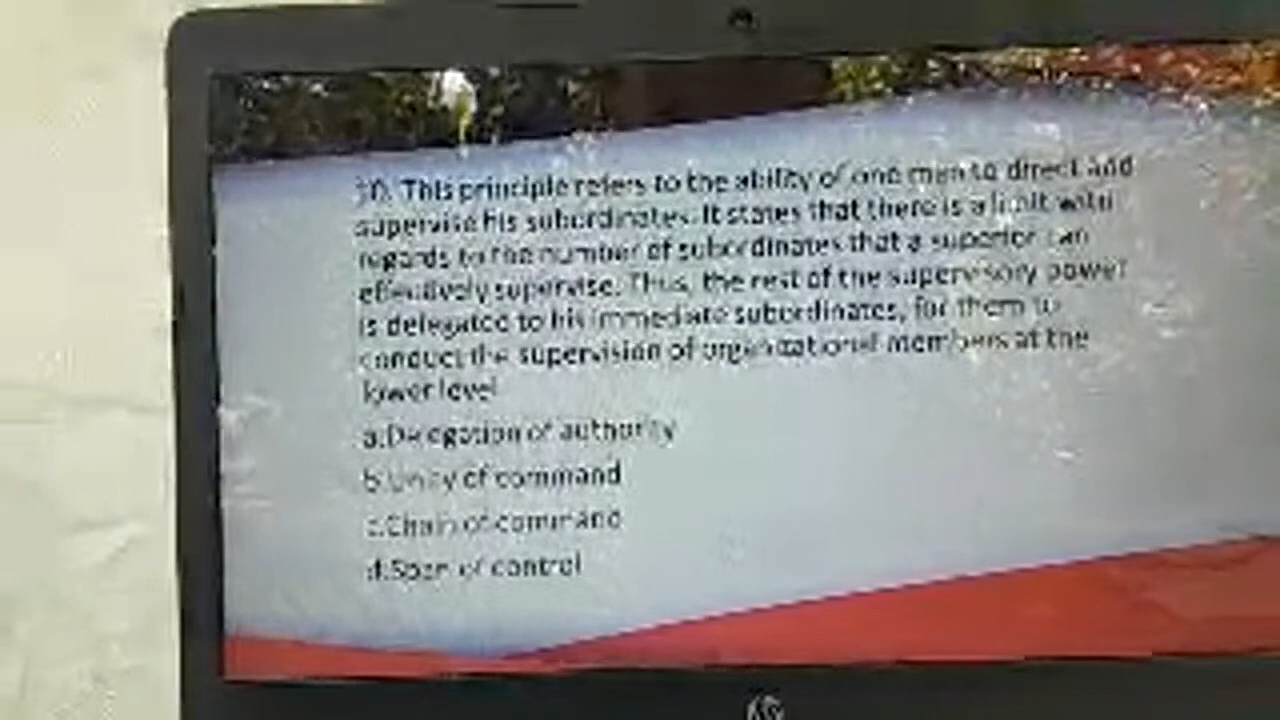 10. This principle refers to the ability of one man to direct and
supervise his subordinates. It states that there is a limit with
regards to the number of subordinates that a superior can
effectively supervise. Thus, the rest of the supervisory power
is delegated to his immediate subordinates, for them to
conduct the supervision of organizational members at the
lower level
a.Delegation of authority
b.Unity of command
c.Chain of command
d.Span of control
hp